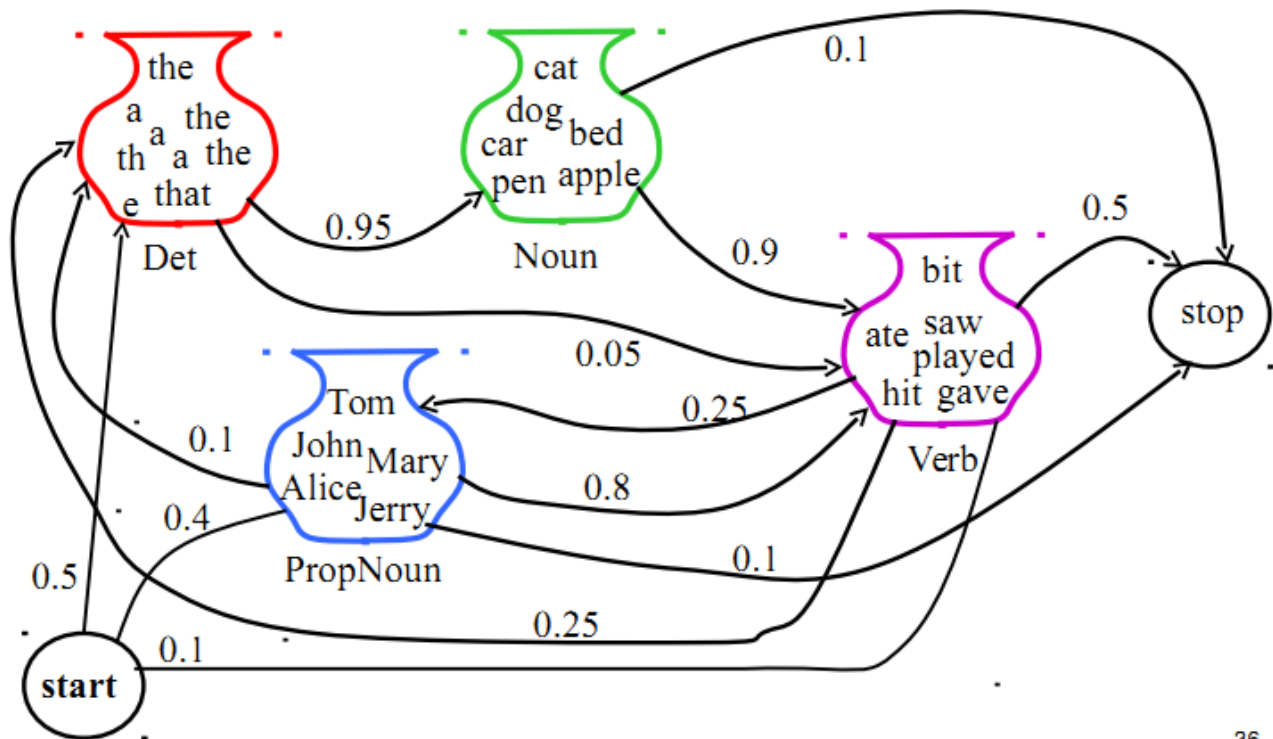 the
a the
a
th a the
that
e
Det
0.95
cat
dog
bed
car
apple
pen
Noun
0.1
0.9
0.05
bit
ate saw
played
hit gave
Verb
0.5
stop
0.25
Tom
John
Mary
Alice
Jerry
PropNoun
0.8
0.1
0.1
0.4
0.5
0.25
0.1
start
26